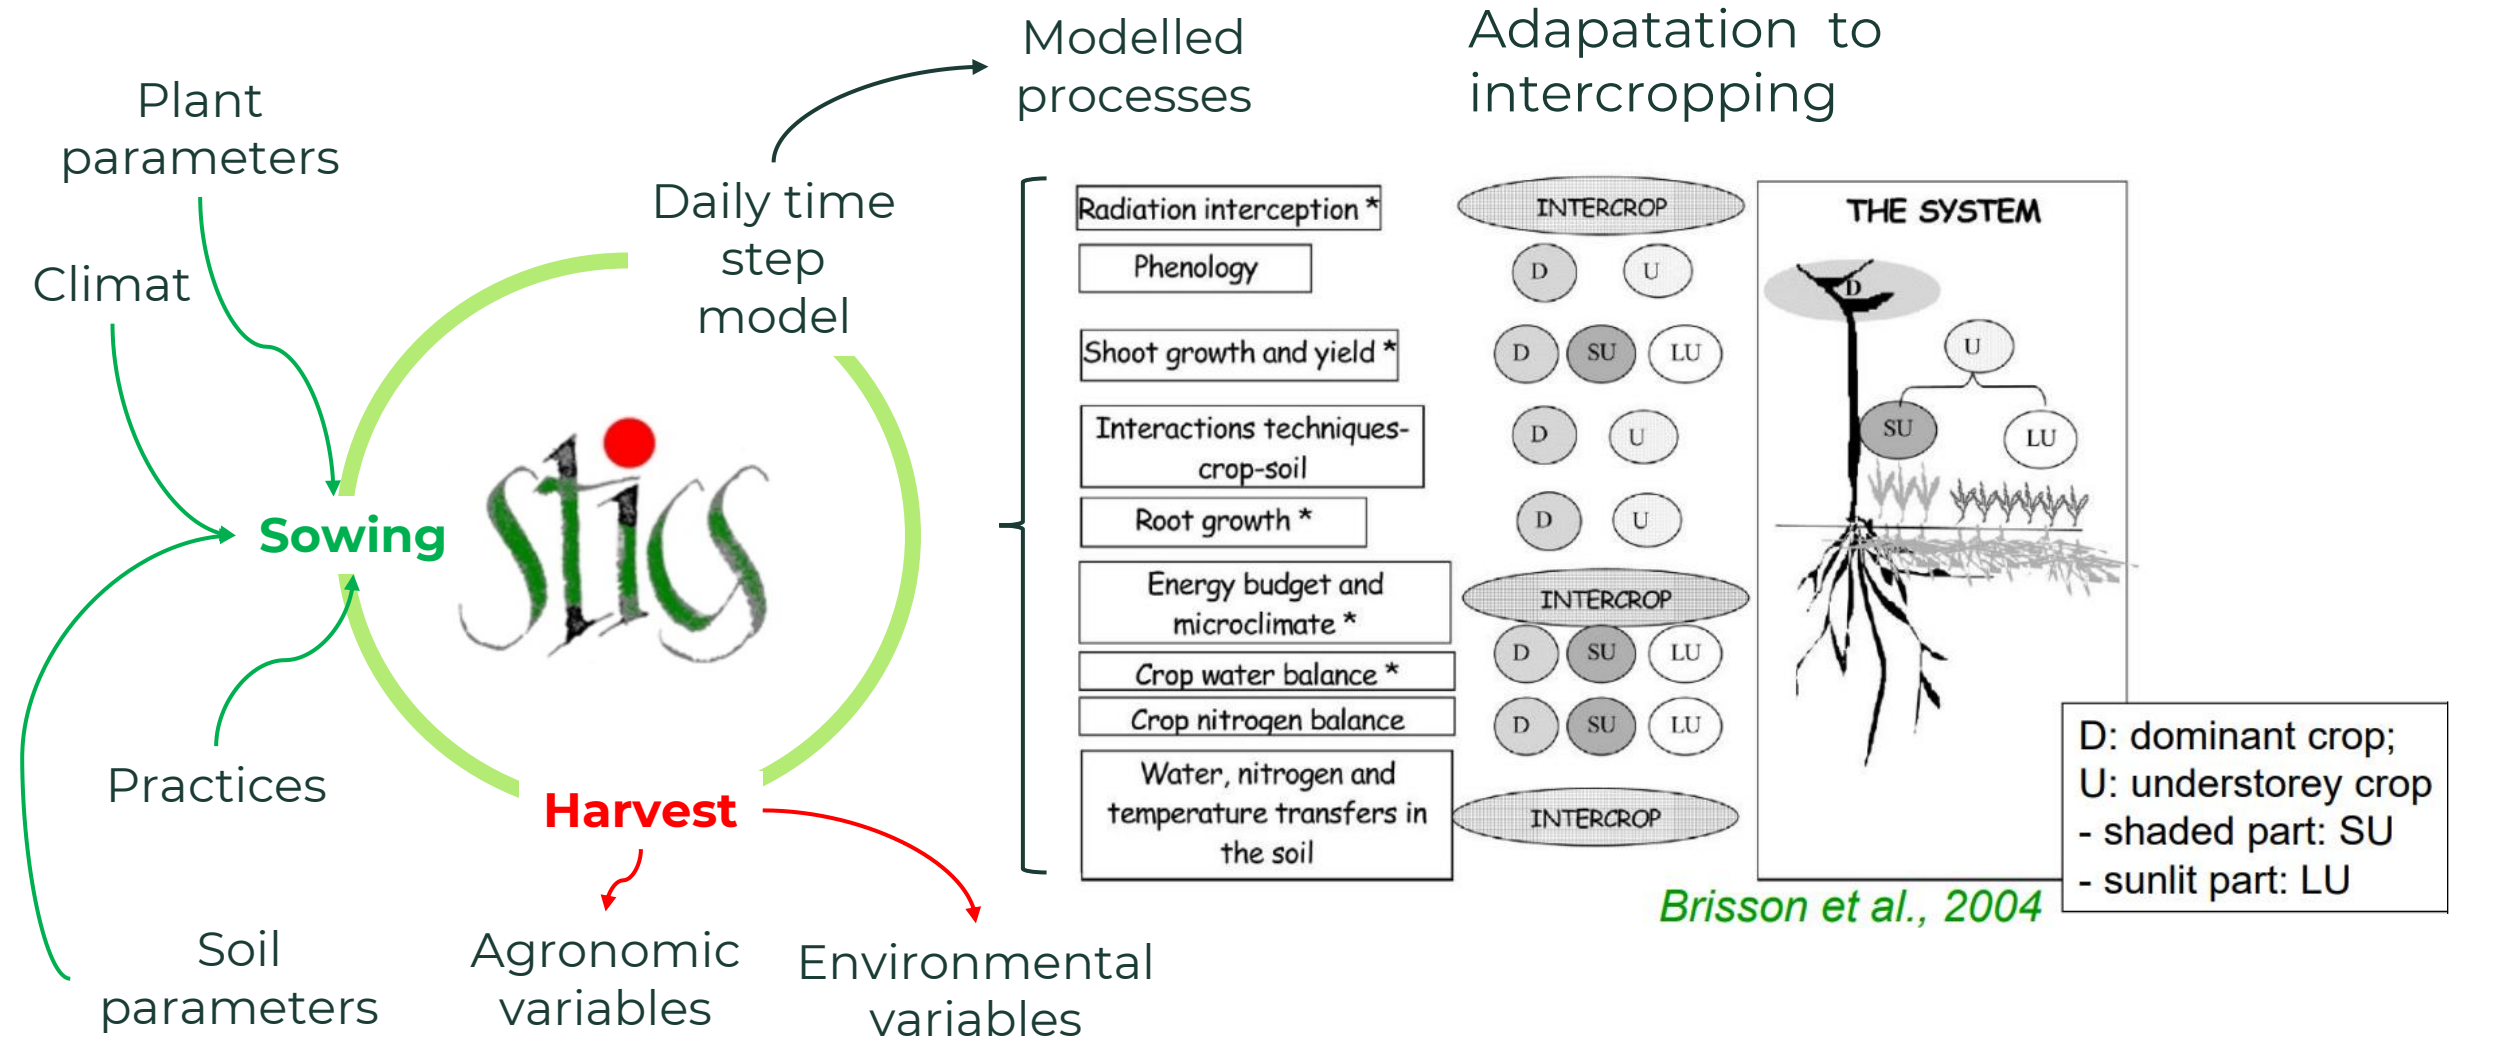 Plant
parameters
Climat
Sowing
Practices
Soil
parameters
Daily time
step
model
stics
Harvest
Agronomic
variables
Environmental
variables
Modelled
processes
Adapatation to
intercropping
Radiation interception *
INTERCROP
Phenology
D U
Shoot growth and yield *
D SU LU
Interactions techniques-
crop-soil
D U
Root growth *
D U
Energy budget and
microclimate *
INTERCROP
Crop water balance *
D SU LU
Crop nitrogen balance
D SU LU
Water, nitrogen and
temperature transfers in
the soil
INTERCROP
THE SYSTEM
D
U
SU
LU
D: dominant crop;
U: understorey crop
- shaded part: SU
- sunlit part: LU
Brisson et al., 2004